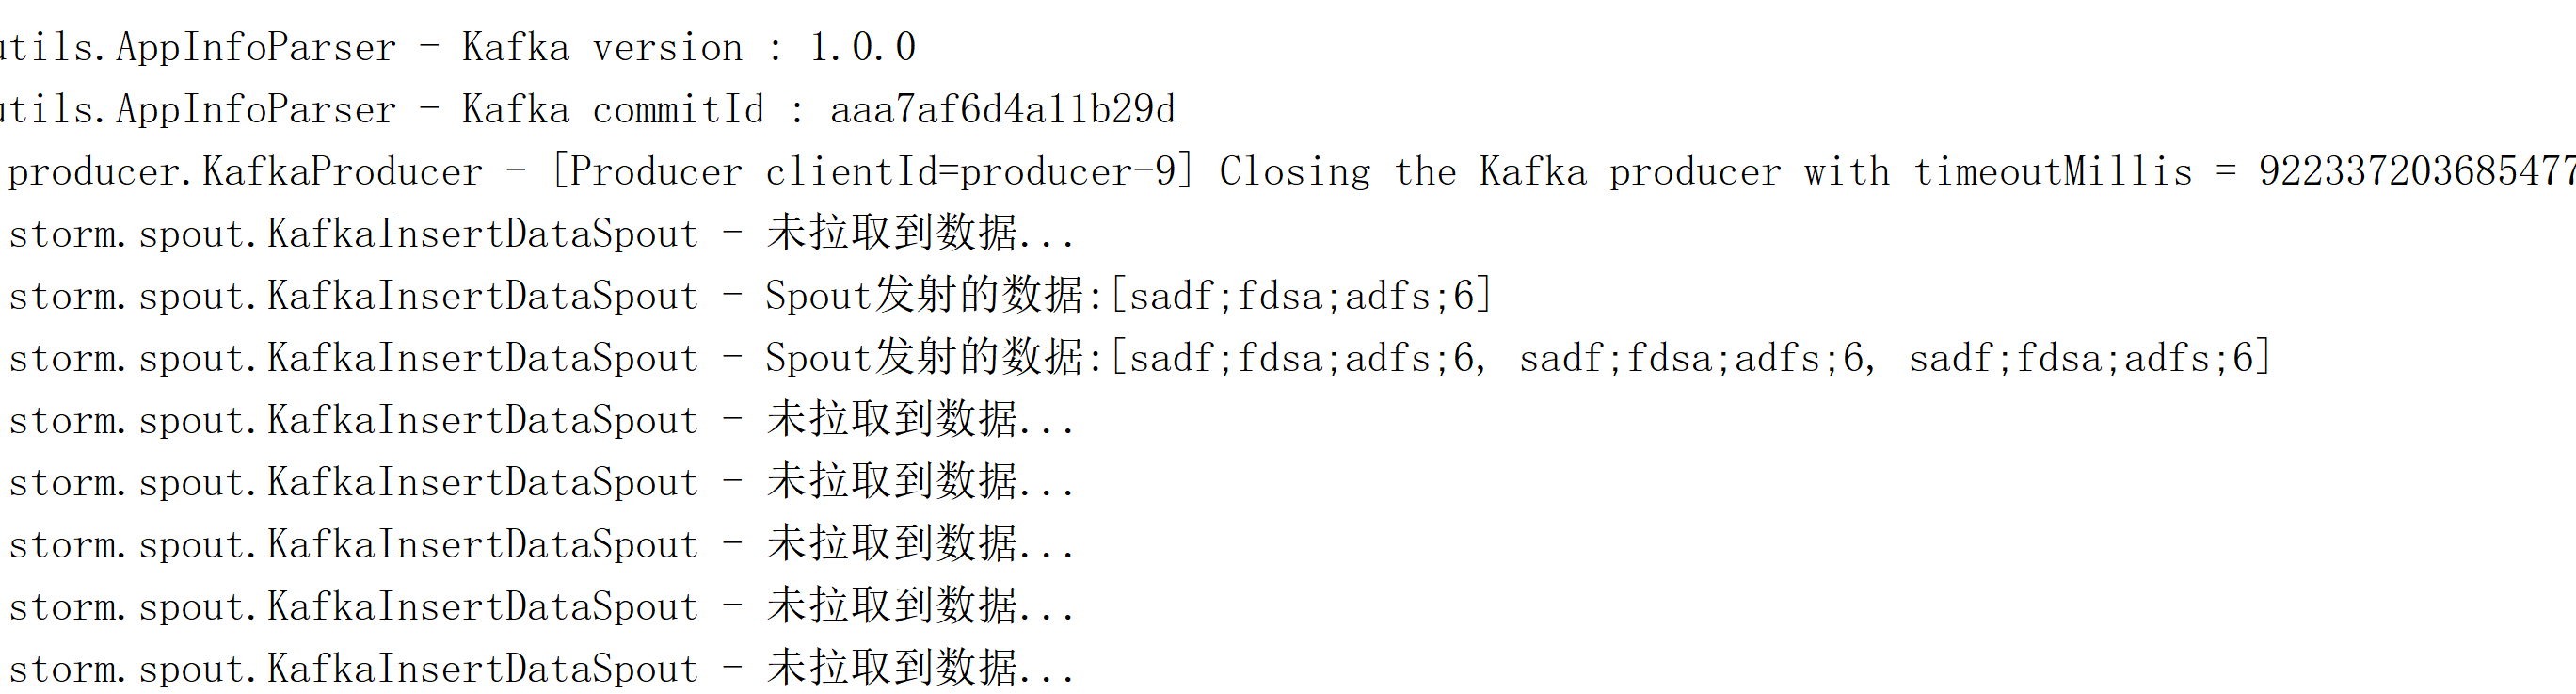 utils.AppInfoParser - Kafka version : 1.0.0
utils.AppInfoParser - Kafka commitId : aaa7af6d4a11b29d
producer.KafkaProducer - [Producer clientId=producer-9] Closing the Kafka producer with timeoutMillis = 922337203685477
storm.spout.KafkaInsertDataSpout - 未拉取到数据...
storm.spout.KafkaInsertDataSpout - Spout发射的数据:[sadf;fdsa;adfs;6]
storm.spout.KafkaInsertDataSpout - Spout发射的数据:[sadf;fdsa;adfs;6, sadf;fdsa;adfs;6, sadf;fdsa;adfs;6]
storm.spout.KafkaInsertDataSpout - 未拉取到数据...
storm.spout.KafkaInsertDataSpout - 未拉取到数据...
storm.spout.KafkaInsertDataSpout - 未拉取到数据...
storm.spout.KafkaInsertDataSpout - 未拉取到数据...
storm.spout.KafkaInsertDataSpout - 未拉取到数据...